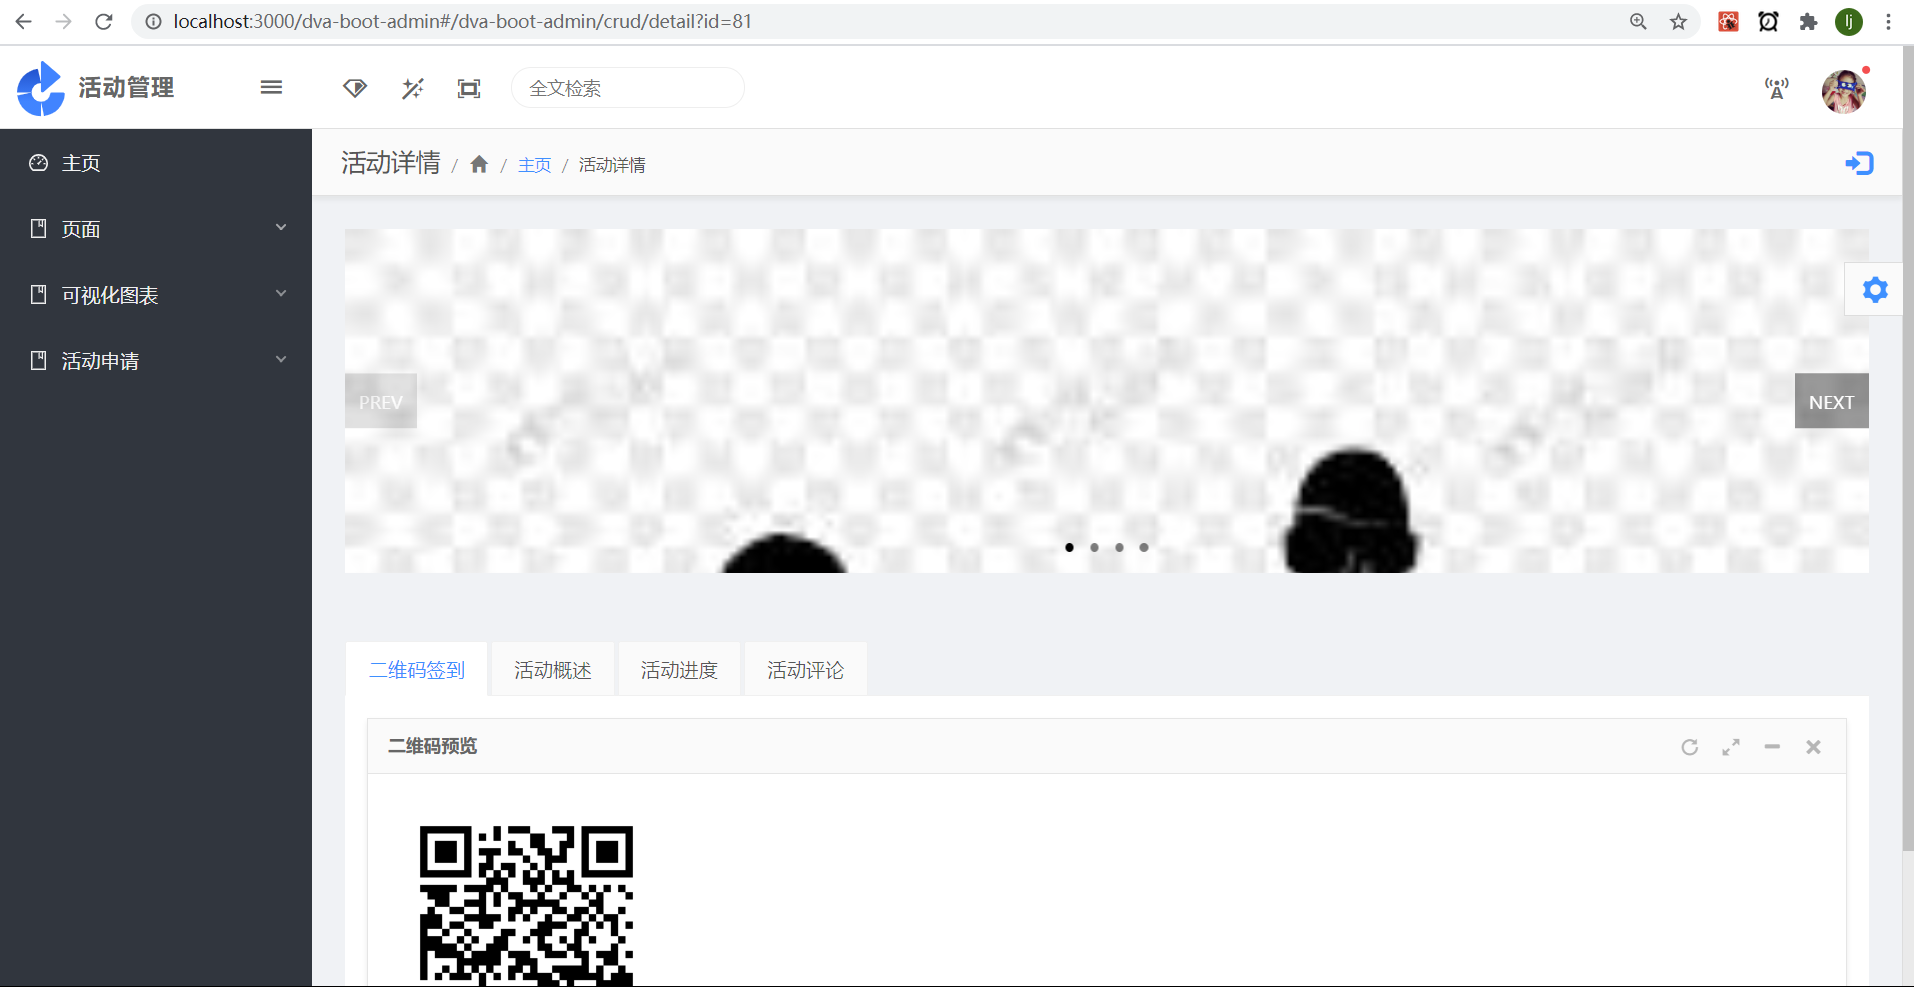 localhost:3000/dva-boot-admin#/dva-boot-admin/crud/detail?id=81
lj
活动管理
全文检索
主页
页面
可视化图表
活动申请
活动详情 / / 主页 / 活动详情
PREV
NEXT
二维码签到
活动概述
活动进度
活动评论
二维码预览